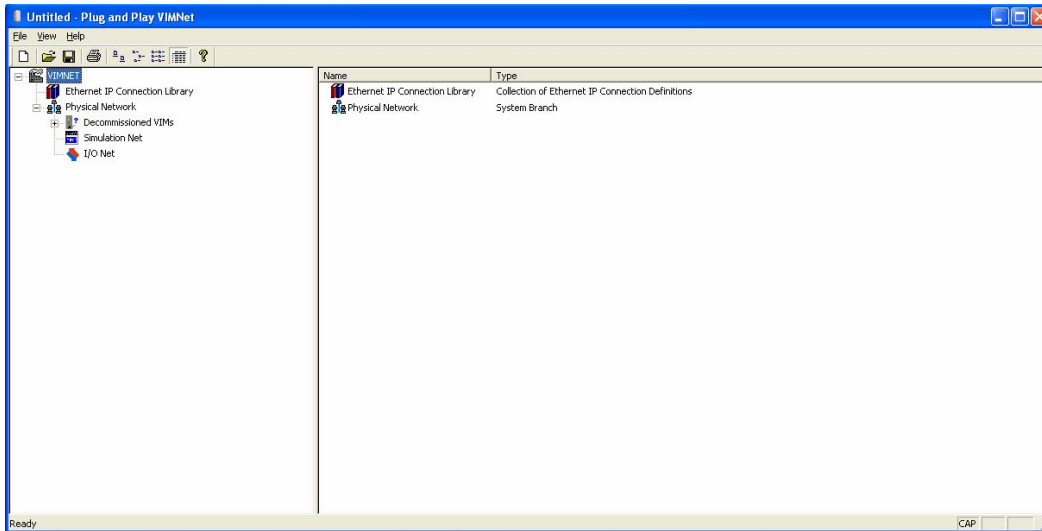 Untitled - Plug and Play VIMNet
File View Help
VIMNET
Ethernet IP Connection Library
Physical Network
Decommissioned VIMs
Simulation Net
I/O Net
Name Type
Ethernet IP Connection Library Collection of Ethernet IP Connection Definitions
Physical Network System Branch
Ready CAP